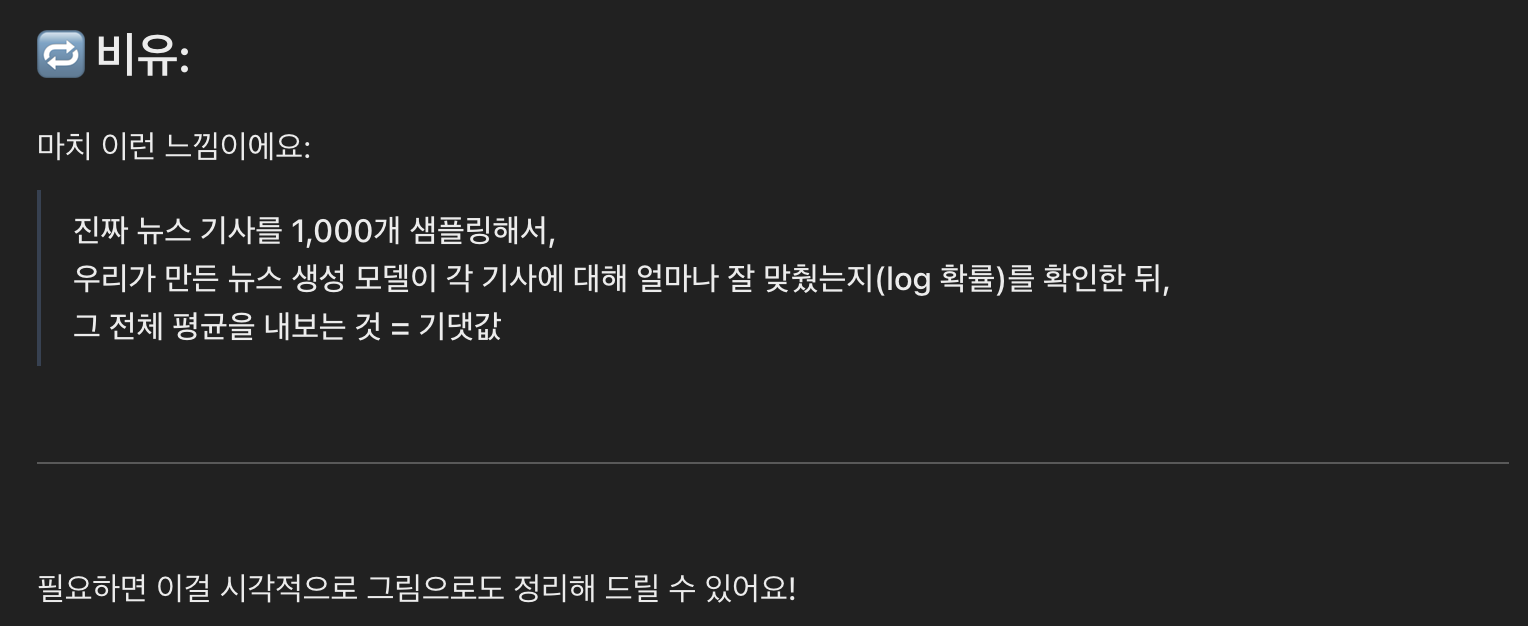 🔁 비유:
마치 이런 느낌이에요:
진짜 뉴스 기사를 1,000개 샘플링해서,
우리가 만든 뉴스 생성 모델이 각 기사에 대해 얼마나 잘 맞췄는지(log 확률)를 확인한 뒤,
그 전체 평균을 내보는 것 = 기댓값
필요하면 이걸 시각적으로 그림으로도 정리해 드릴 수 있어요!